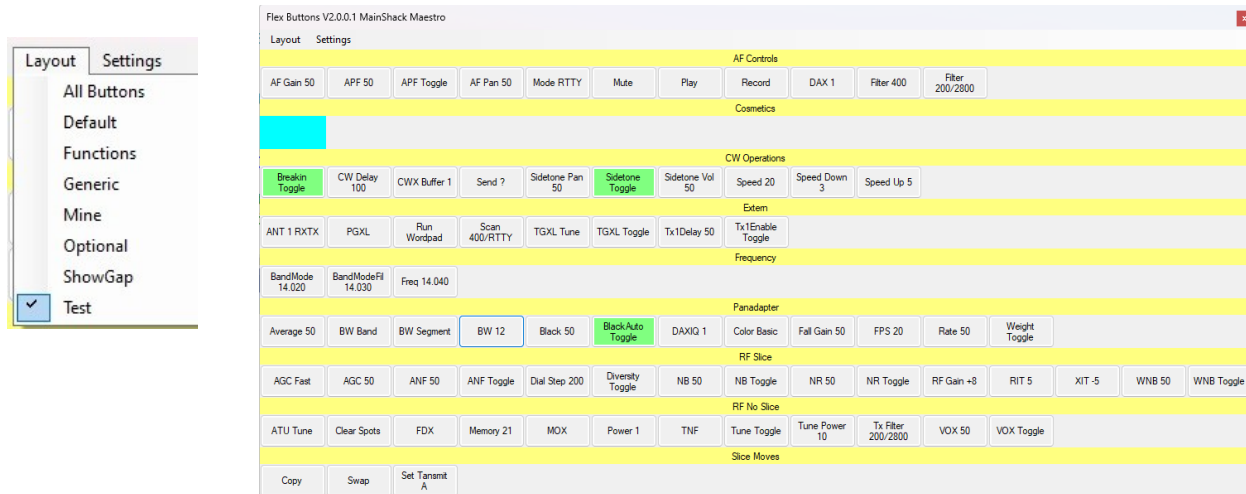 Layout Settings
All Buttons
Default
Functions
Generic
Mine
Optional
ShowGap
Test
Flex Buttons V2.0.0.1 MainShack Maestro
x
Layout Settings
AF Controls
AF Gain 50 APF 50 APF Toggle AF Pan 50 Mode RTTY Mute Play Record DAX 1 Filter 400 Filter 200/2800
Cosmetics
CW Operations
Breakin Toggle CW Delay 100 CWX Buffer 1 Send ? Sidetone Pan 50 Sidetone Toggle Sidetone Vol 50 Speed 20 Speed Down 3 Speed Up 5
Extern
ANT 1 RXTX PGXL Run Wordpad Scan 400/RTTY TGXL Tune TGXL Toggle Tx1Delay 50 Tx1Enable Toggle
Frequency
BandMode 14.020 BandModeFil 14.030 Freq 14.040
Panadapter
Average 50 BW Band BW Segment BW 12 Black 50 BlackAuto Toggle DAXIQ 1 Color Basic Fall Gain 50 FPS 20 Rate 50 Weight Toggle
RF Slice
AGC Fast AGC 50 ANF 50 ANF Toggle Dial Step 200 Diversity Toggle NB 50 NB Toggle NR 50 NR Toggle RF Gain +8 RIT 5 XIT -5 WNB 50 WNB Toggle
RF No Slice
ATU Tune Clear Spots FDX Memory 21 MOX Power 1 TNF Tune Toggle Tune Power 10 Tx Filter 200/2800 VOX 50 VOX Toggle
Slice Moves
Copy Swap Set Tansmit A